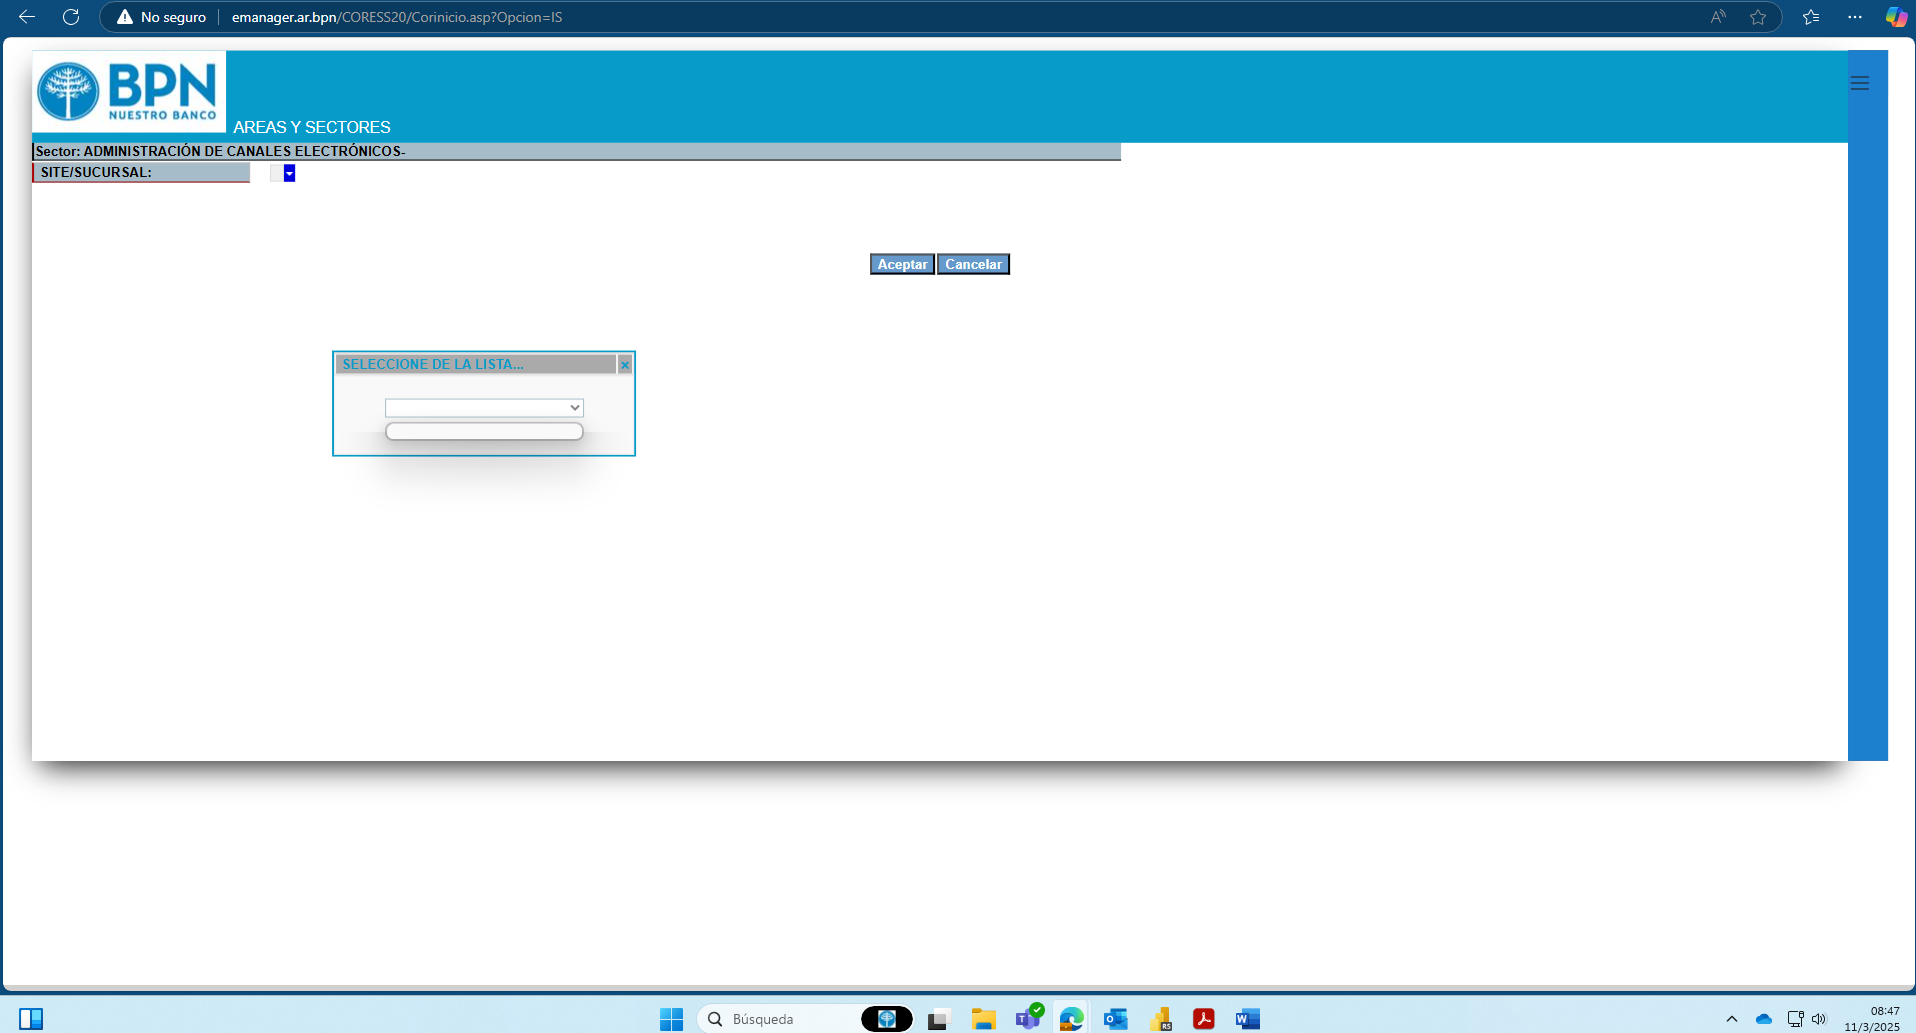 No seguro
emanager.ar.bpn/CORESS20/Corinicio.asp?Opcion=IS
BPN
NUESTRO BANCO
AREAS Y SECTORES
Sector: ADMINISTRACIÓN DE CANALES ELECTRÓNICOS-
SITE/SUCURSAL:
Aceptar Cancelar
SELECCIONE DE LA LISTA... ×
Búsqueda
08:47
11/3/2025